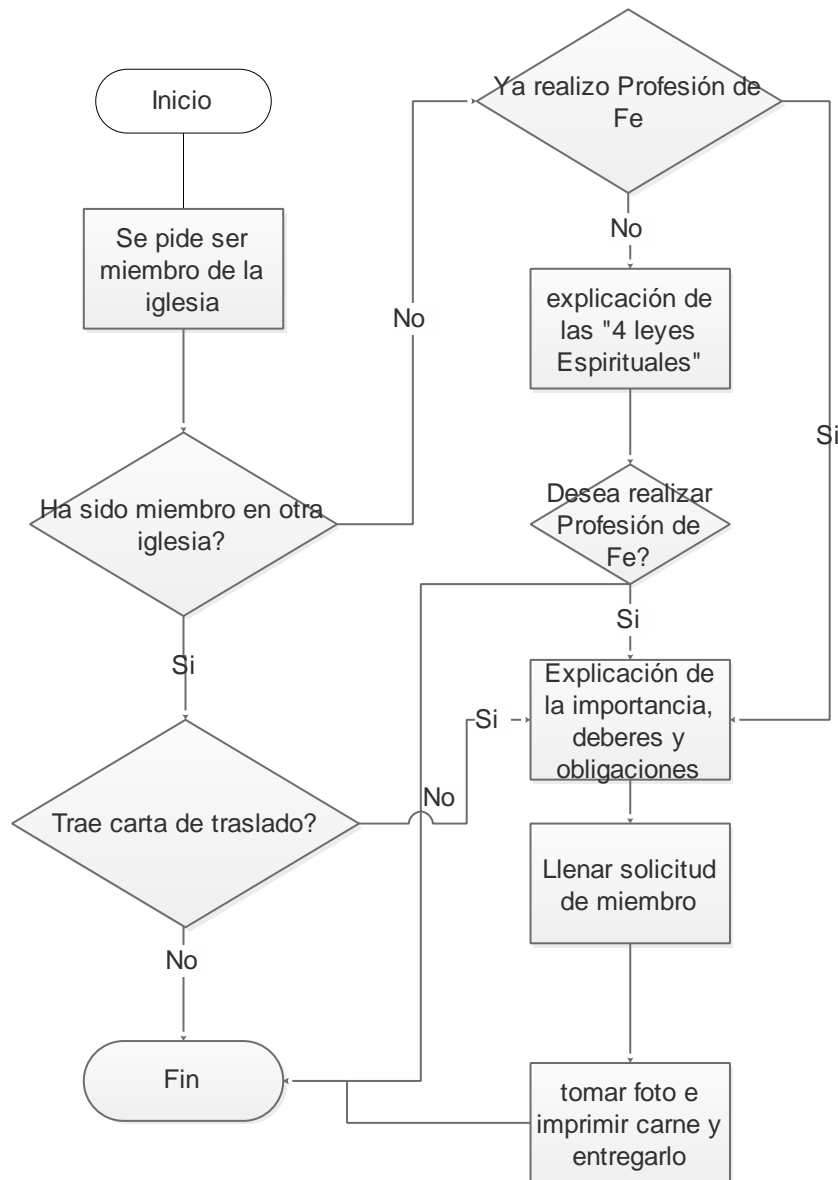 Inicio
Se pide ser
miembro de la
iglesia
Ha sido miembro en otra
iglesia?
No
Si
Trae carta de traslado?
No
Fin
Ya realizo Profesión de
Fe
No
Si
explicación de
las "4 leyes
Espirituales"
Desea realizar
Profesión de
Fe?
Si
No
Si
Explicación de
la importancia,
deberes y
obligaciones
Llenar solicitud
de miembro
tomar foto e
imprimir carne y
entregarlo